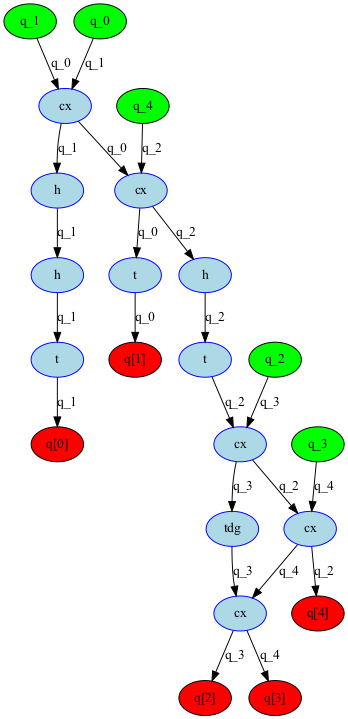 q_1 q_0
q_0 q_1
cx q_4
q_1 q_0 q_2
h cx
q_1 q_0 q_2
h t h
q_1 q_0 q_2
t q[1] t q_2
q_1 q_2 q_3
q[0] cx q_3
q_3 q_2 q_4
tdg cx
q_3 q_4 q_2
cx q[4]
q_3 q_4
q[2] q[3]